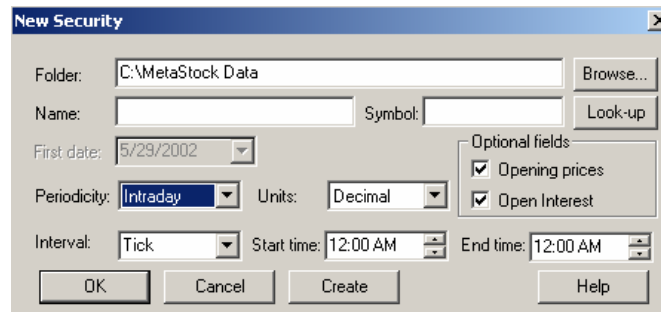 New Security
Folder: C:\MetaStock Data Browse...
Name: Symbol: Look-up
First date: 5/29/2002
Optional fields
Opening prices
Periodicity: Intraday Units: Decimal
Open Interest
Interval: Tick Start time: 12:00 AM End time: 12:00 AM
OK Cancel Create Help